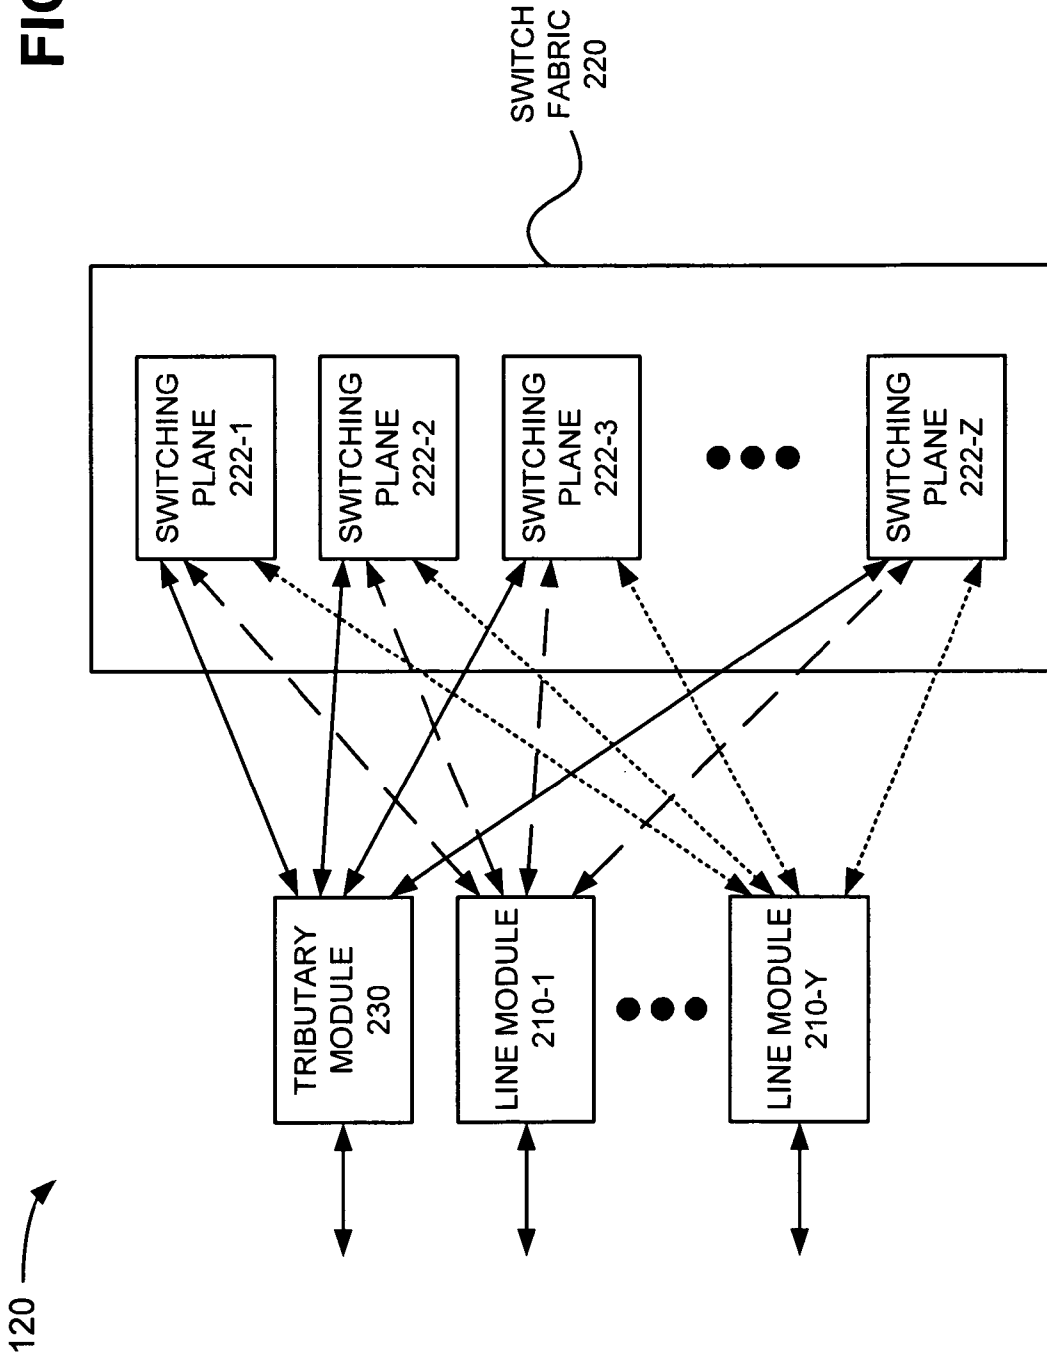 FIG
120
TRIBUTARY
MODULE
230
LINE MODULE
210-1
LINE MODULE
210-Y
SWITCHING
PLANE
222-1
SWITCHING
PLANE
222-2
SWITCHING
PLANE
222-3
SWITCHING
PLANE
222-Z
SWITCH
FABRIC
220